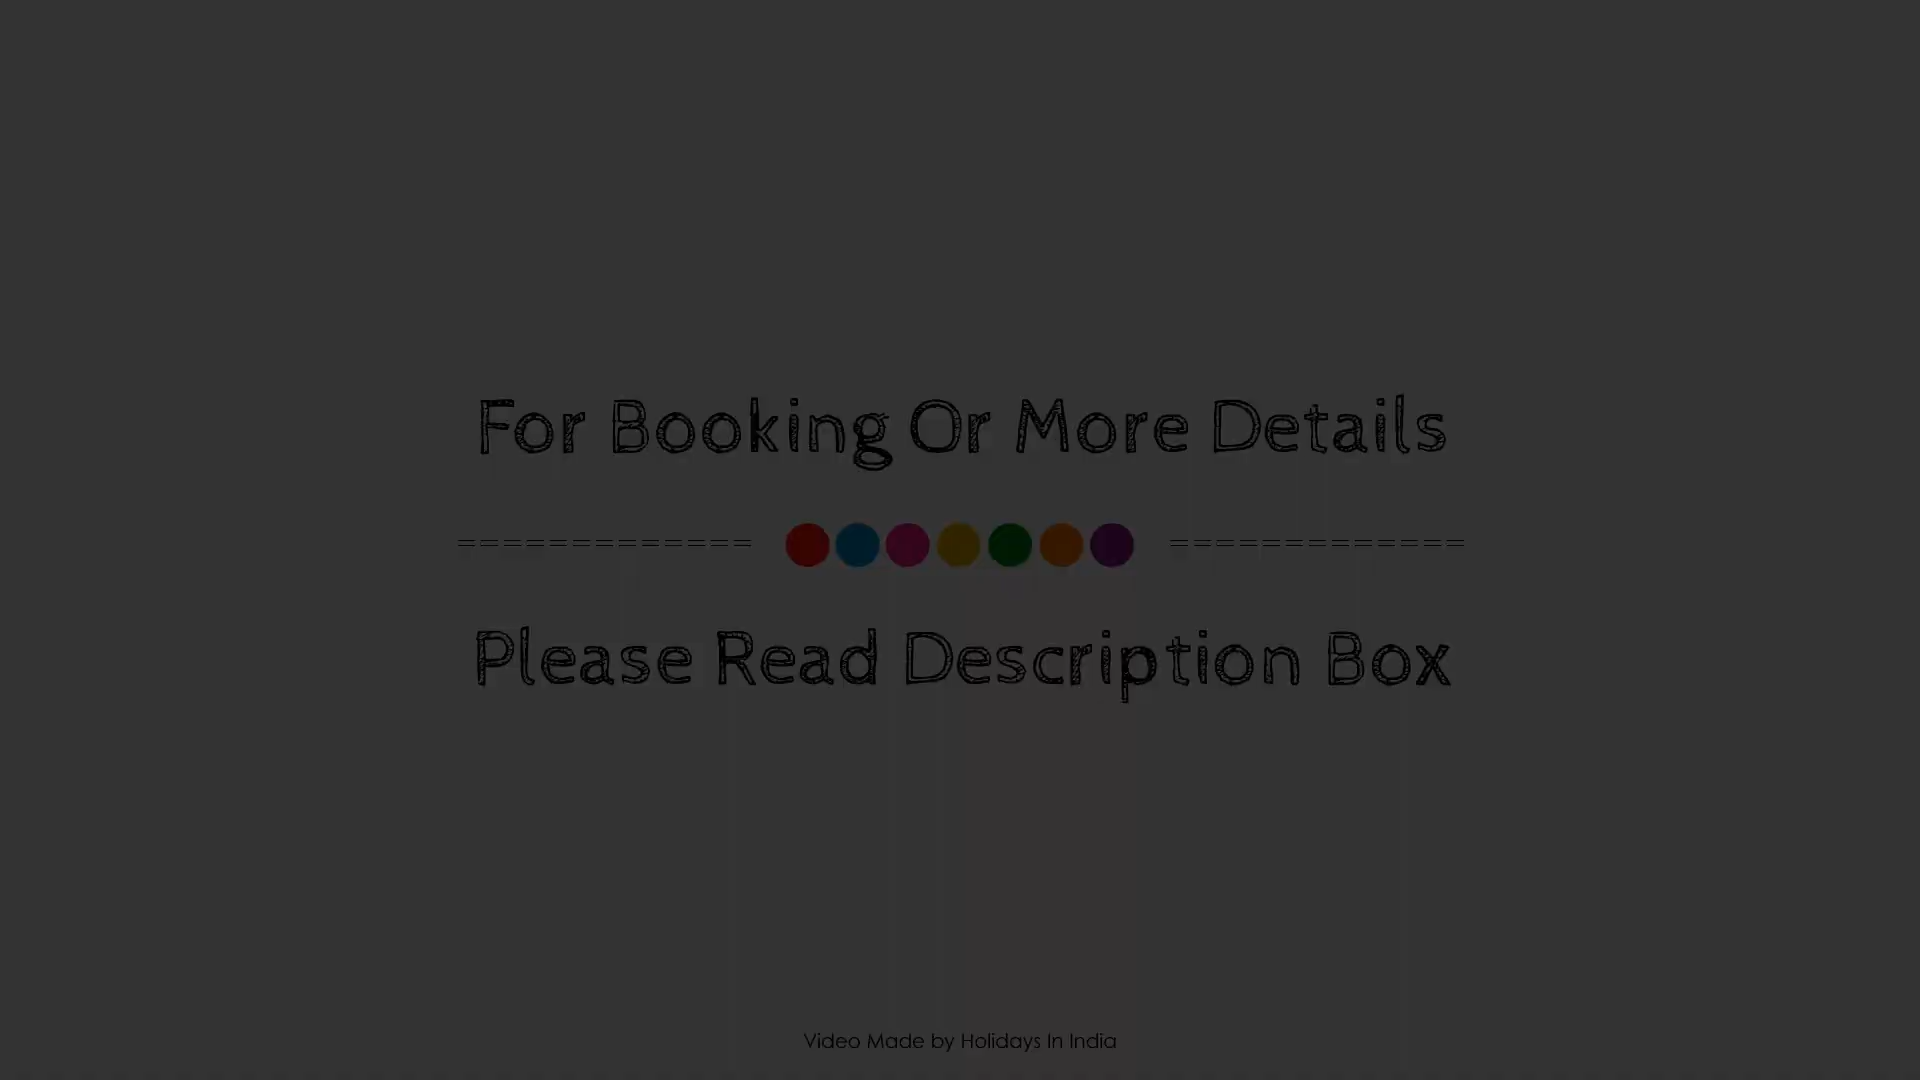 For Booking Or More Details
============= =============
Please Read Description Box
Video Made by Holidays In India